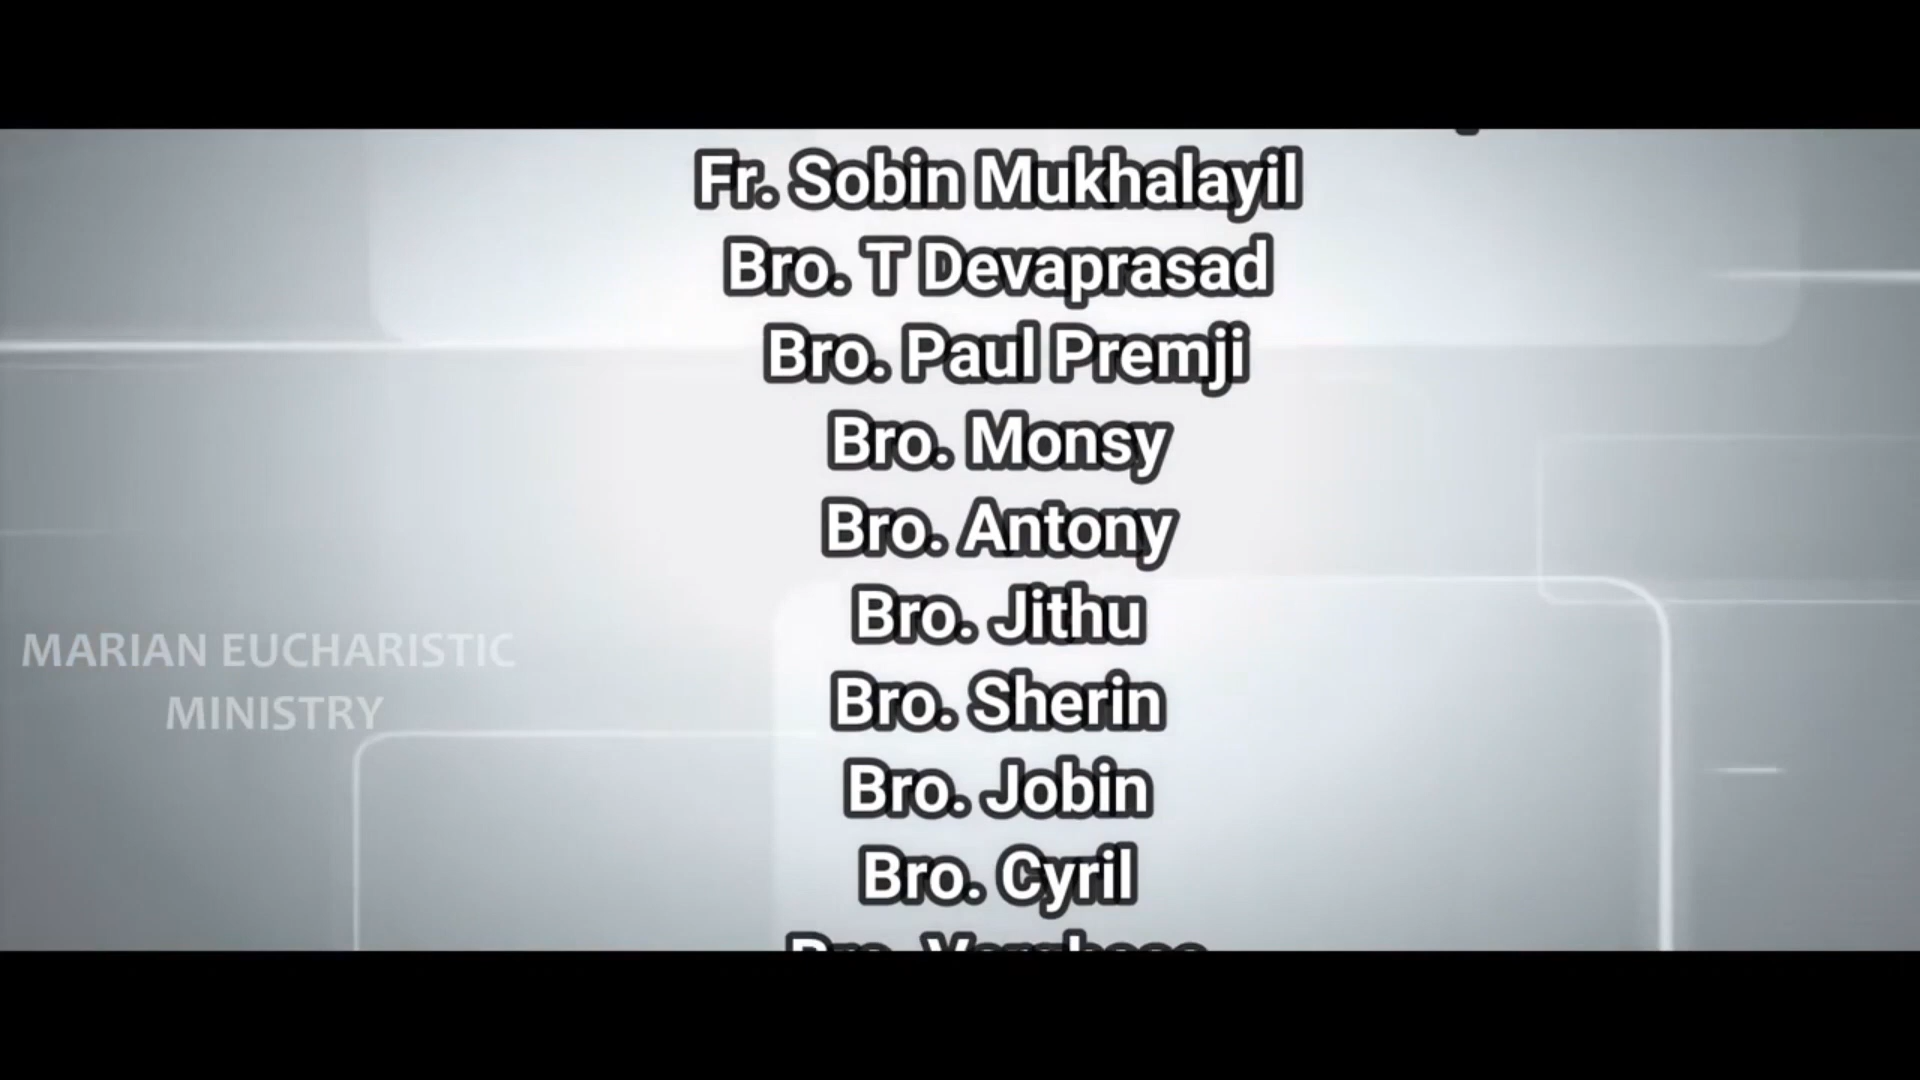 Fr. Sobin Mukhalayil
Bro. T Devaprasad
Bro. Paul Premji
Bro. Monsy
Bro. Antony
Bro. Jithu
Bro. Sherin
Bro. Jobin
Bro. Cyril
MARIAN EUCHARISTIC
MINISTRY